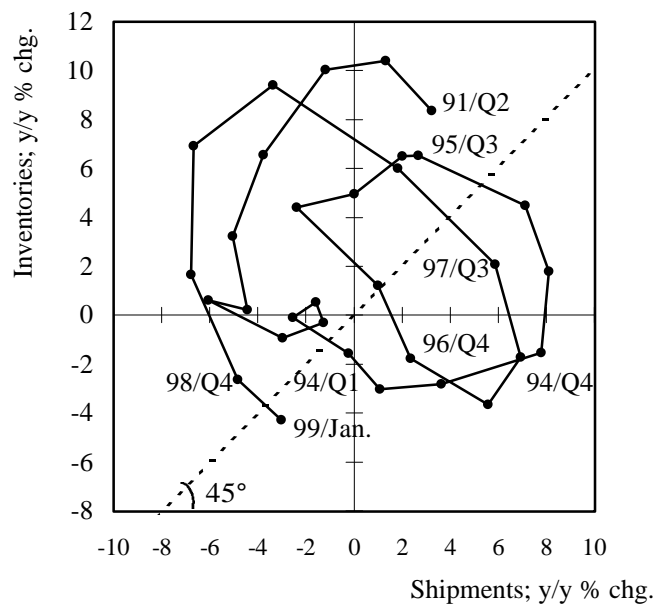 12
10
8
6
4
2
0
-2
-4
-6
-8
Inventories; y/y % chg.
91/Q2
95/Q3
97/Q3
96/Q4
98/Q4
94/Q1
94/Q4
99/Jan.
45°
-10 -8 -6 -4 -2 0 2 4 6 8 10
Shipments; y/y % chg.